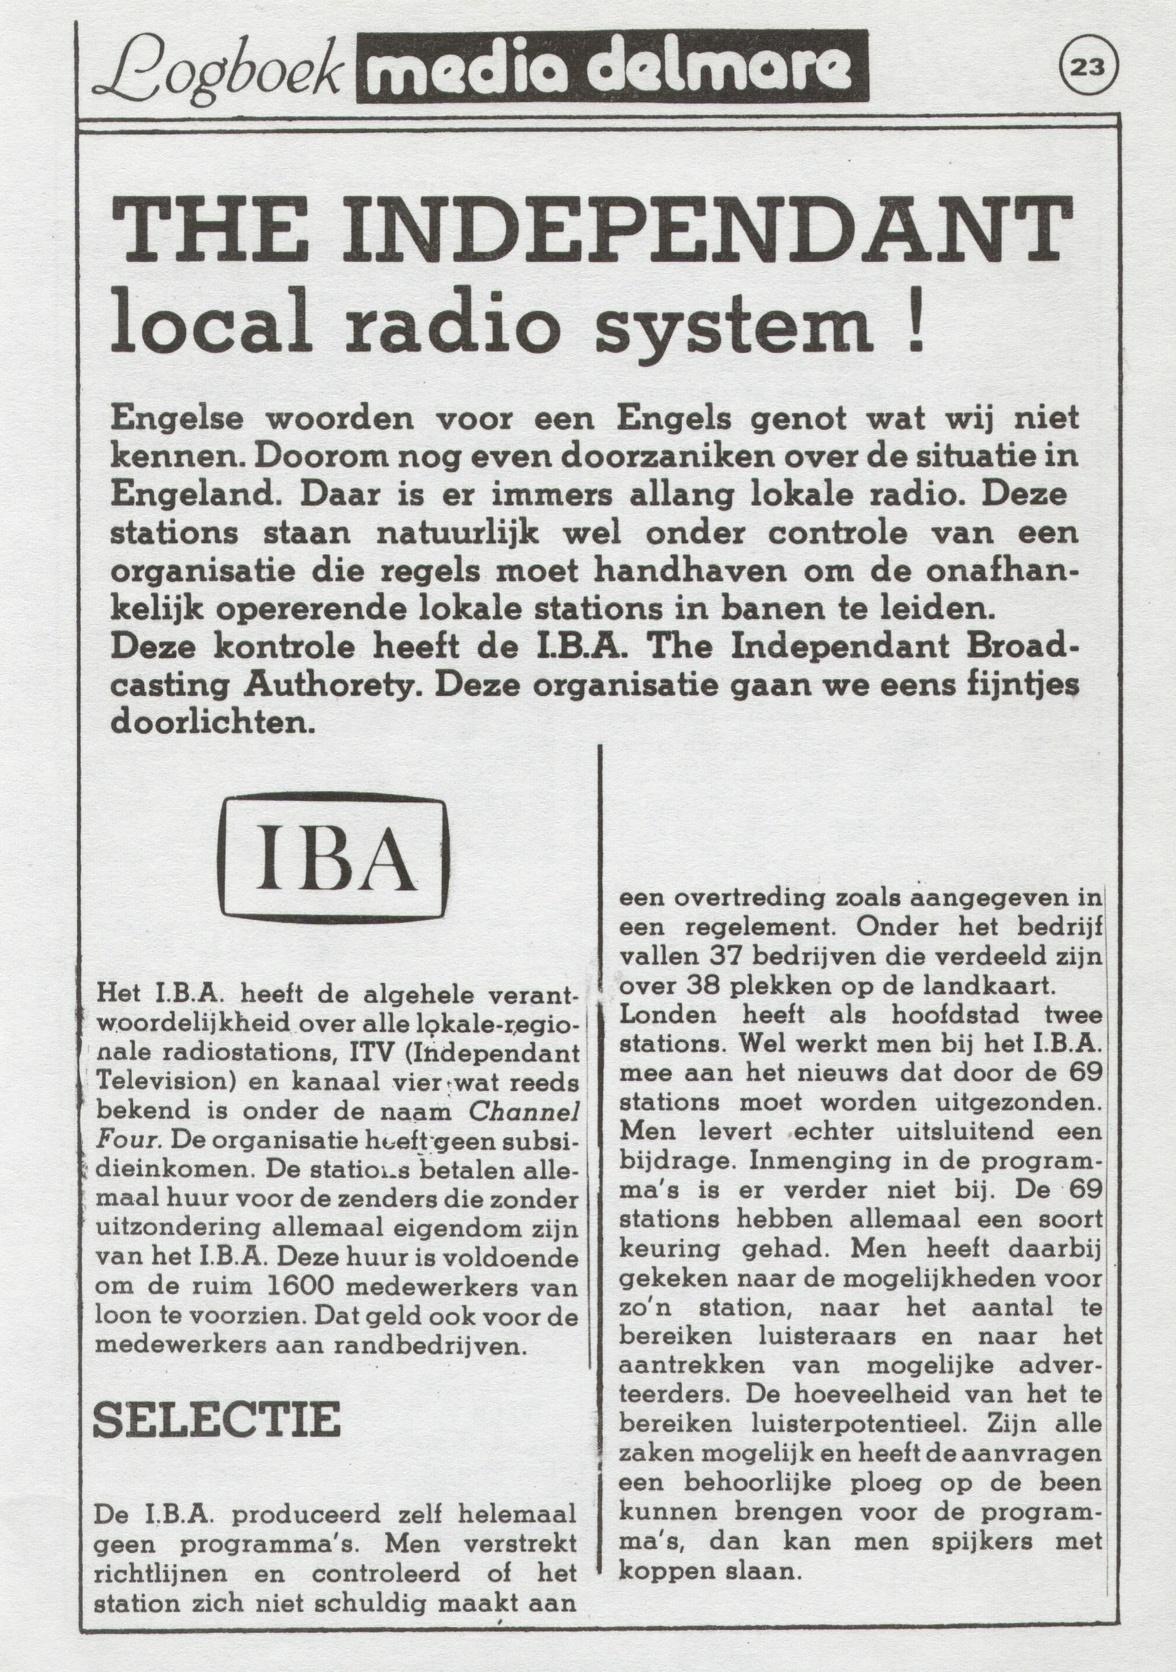 Logboek media delmare
23
THE INDEPENDANT
local radio system !
Engelse woorden voor een Engels genot wat wij niet
kennen. Doorom nog even doorzaniken over de situatie in
Engeland. Daar is er immers allang lokale radio. Deze
stations staan natuurlijk wel onder controle van een
organisatie die regels moet handhaven om de onafhan-
kelijk opererende lokale stations in banen te leiden.
Deze kontrole heeft de I.B.A. The Independant Broad-
casting Authorety. Deze organisatie gaan we eens fijntjes
doorlichten.
IBA
Het I.B.A. heeft de algehele verant-
woordelijkheid over alle lokale-regio-
nale radiostations, ITV (Independant
Television) en kanaal vier wat reeds
bekend is onder de naam Channel
Four. De organisatie heeft geen subsi-
dieinkomen. De stations betalen alle-
maal huur voor de zenders die zonder
uitzondering allemaal eigendom zijn
van het I.B.A. Deze huur is voldoende
om de ruim 1600 medewerkers van
loon te voorzien. Dat geld ook voor de
medewerkers aan randbedrijven.
SELECTIE
De I.B.A. produceerd zelf helemaal
geen programma's. Men verstrekt
richtlijnen en controleerd of het
station zich niet schuldig maakt aan
een overtreding zoals aangegeven in
een regelement. Onder het bedrijf
vallen 37 bedrijven die verdeeld zijn
over 38 plekken op de landkaart.
Londen heeft als hoofdstad twee
stations. Wel werkt men bij het I.B.A.
mee aan het nieuws dat door de 69
stations moet worden uitgezonden.
Men levert echter uitsluitend een
bijdrage. Inmenging in de program-
ma's is er verder niet bij. De 69
stations hebben allemaal een soort
keuring gehad. Men heeft daarbij
gekeken naar de mogelijkheden voor
zo'n station, naar het aantal te
bereiken luisteraars en naar het
aantrekken van mogelijke adver-
teerders. De hoeveelheid van het te
bereiken luisterpotentieel. Zijn alle
zaken mogelijk en heeft de aanvragen
een behoorlijke ploeg op de been
kunnen brengen voor de program-
ma's, dan kan men spijkers met
koppen slaan.